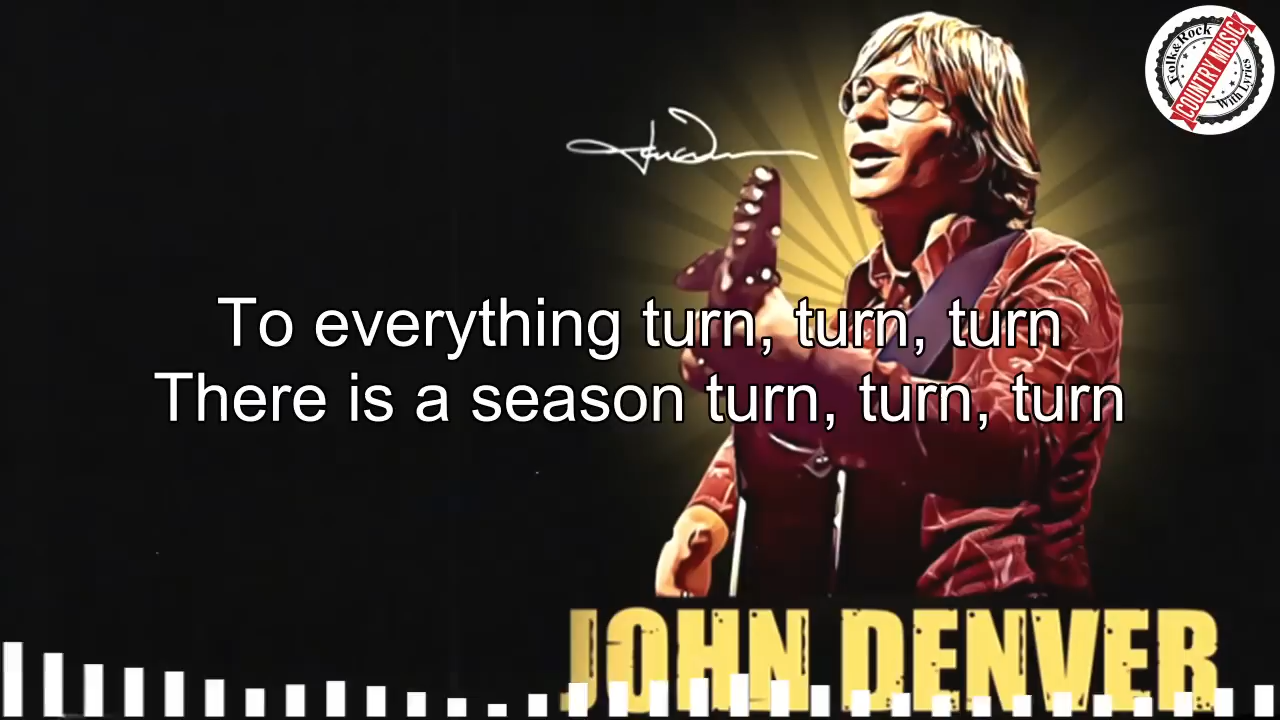 Folk&Rock
COUNTRY MUSIC
With Lyrics
To everything turn, turn, turn
There is a season turn, turn, turn
JOHN DENVER